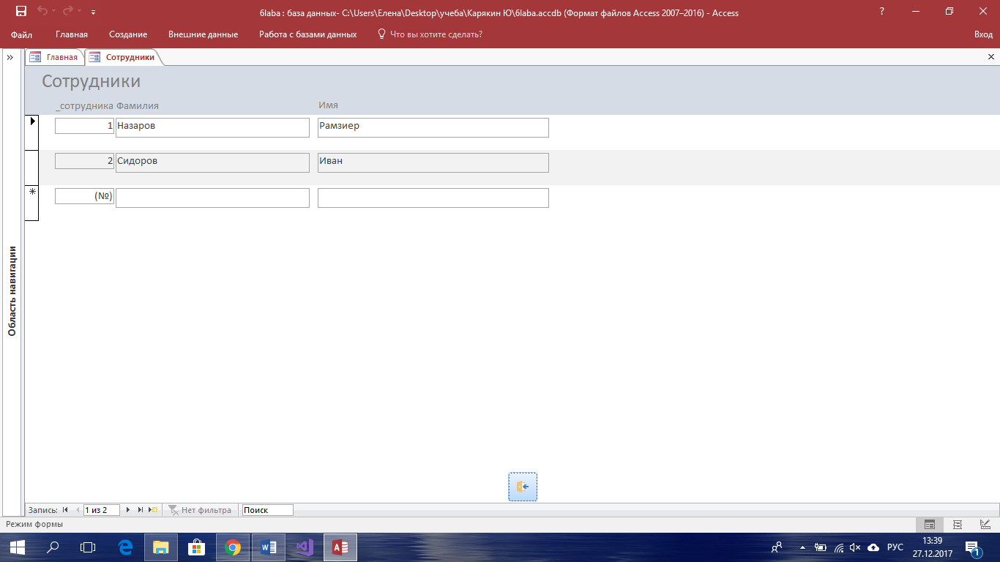 6laba : база данных- C:\Users\Елена\Desktop\учеба\Карякин Ю\6laba.accdb (Формат файлов Access 2007–2016) - Access
?
Файл Главная Создание Внешние данные Работа с базами данных Что вы хотите сделать? Вход
» Главная Сотрудники
Сотрудники
_сотрудника Фамилия Имя
1 Назаров Рамзиер
2 Сидоров Иван
* (№)
Область навигации
Запись: 1 из 2 Нет фильтра Поиск
Режим формы
РУС 13:39
27.12.2017 1